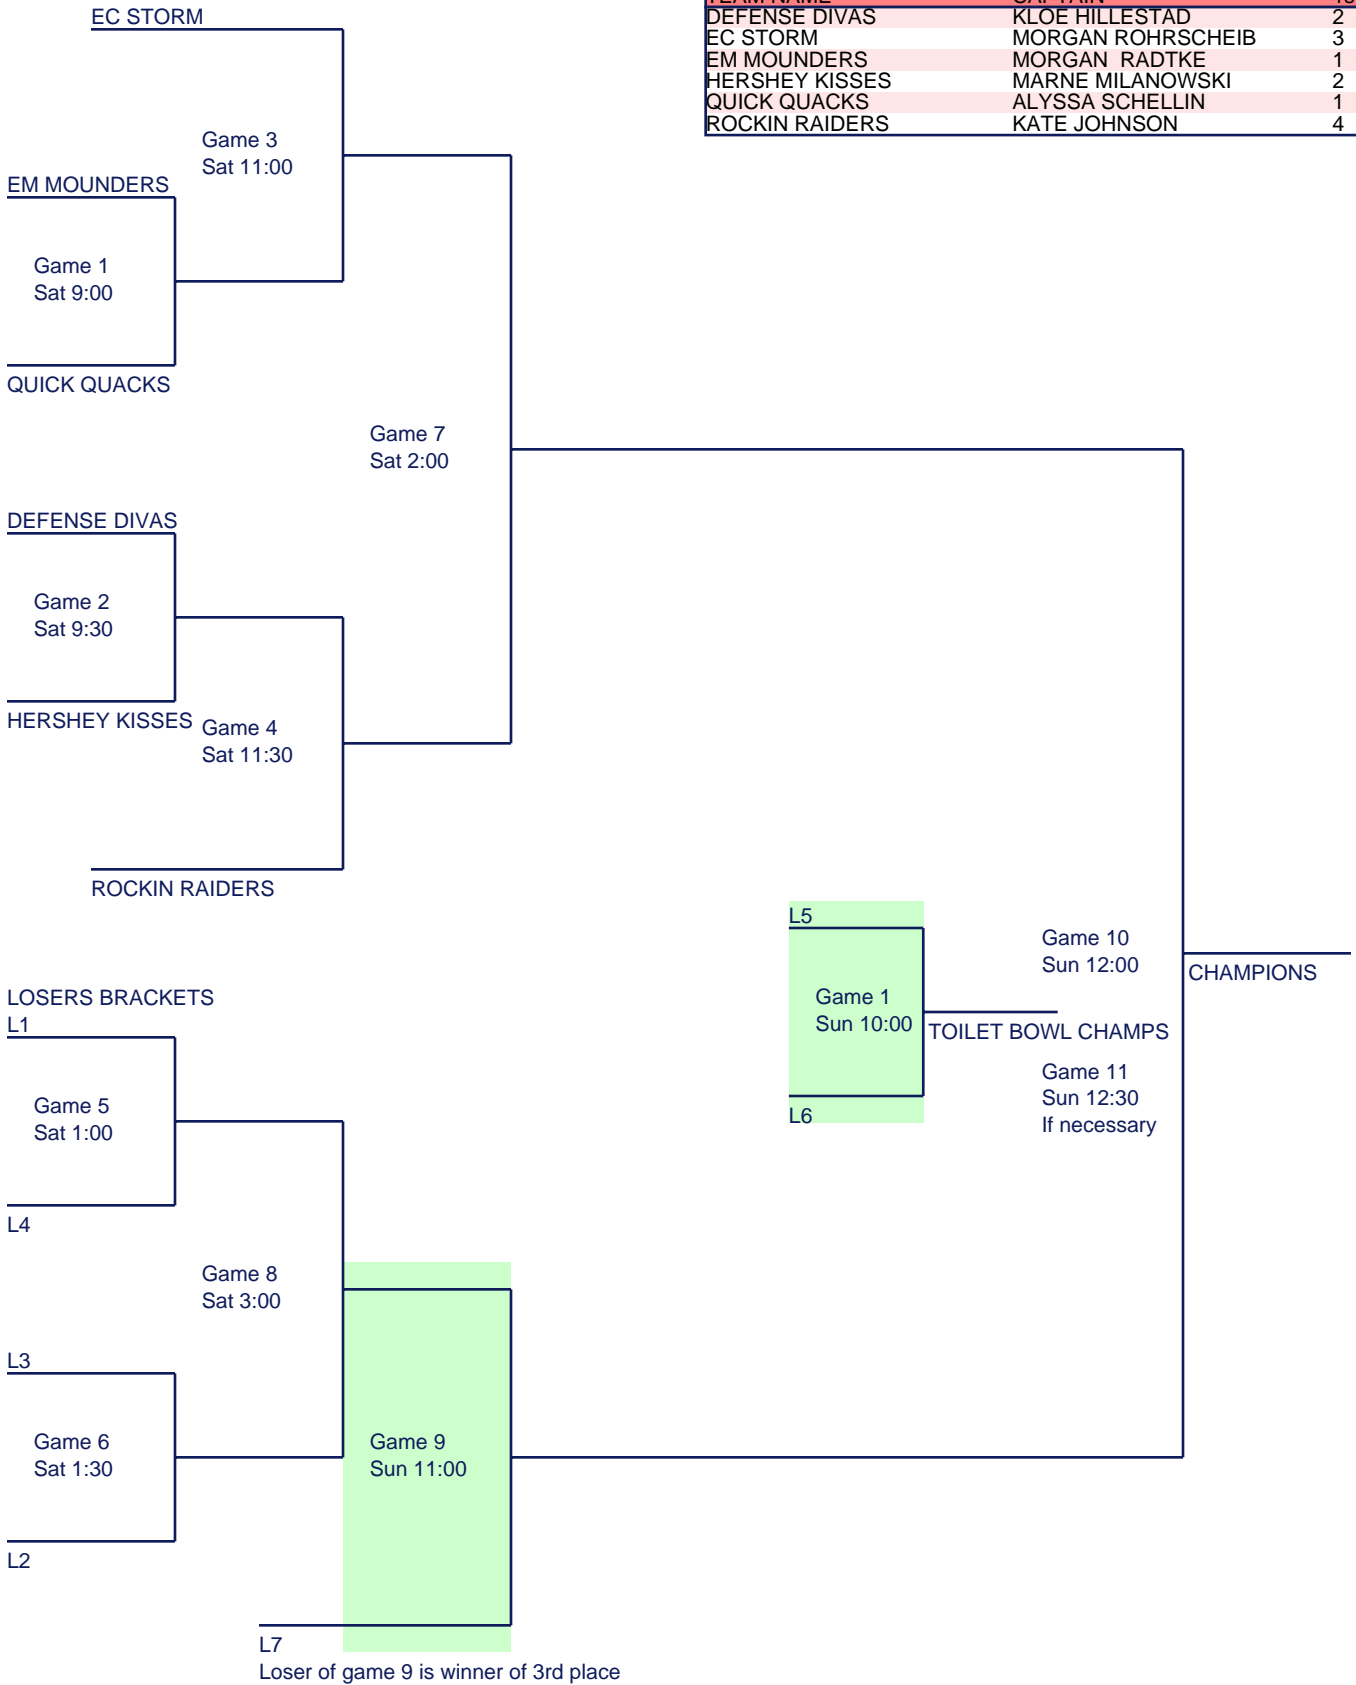 EC STORM
DEFENSE DIVAS KLOE HILLESTAD 2
EC STORM MORGAN ROHRSCHEIB 3
EM MOUNDERS MORGAN  RADTKE 1
HERSHEY KISSES MARNE MILANOWSKI 2
QUICK QUACKS ALYSSA SCHELLIN 1
ROCKIN RAIDERS KATE JOHNSON 4
Game 3
Sat 11:00
EM MOUNDERS
Game 1
Sat 9:00
QUICK QUACKS
Game 7
Sat 2:00
DEFENSE DIVAS
Game 2
Sat 9:30
HERSHEY KISSES
Game 4
Sat 11:30
ROCKIN RAIDERS
L5
Game 10
Sun 12:00
CHAMPIONS
Game 1
Sun 10:00
TOILET BOWL CHAMPS
Game 11
Sun 12:30
If necessary
L6
LOSERS BRACKETS
L1
Game 5
Sat 1:00
L4
Game 8
Sat 3:00
L3
Game 6
Sat 1:30
Game 9
Sun 11:00
L2
L7
Loser of game 9 is winner of 3rd place